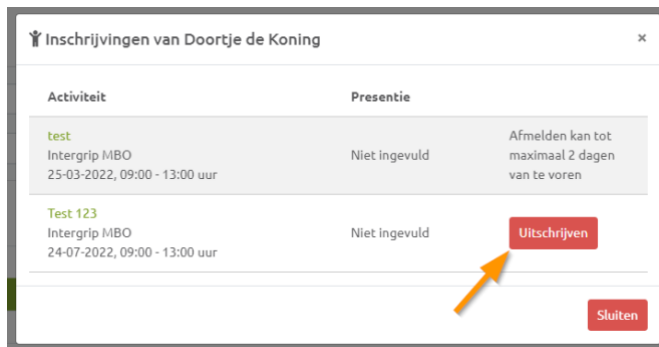 Inschrijvingen van Doortje de Koning ×
Activiteit Presentie
test
Intergrip MBO Niet ingevuld
25-03-2022, 09:00 - 13:00 uur
Afmelden kan tot
maximaal 2 dagen
van te voren
Test 123
Intergrip MBO Niet ingevuld
24-07-2022, 09:00 - 13:00 uur
Uitschrijven
Sluiten